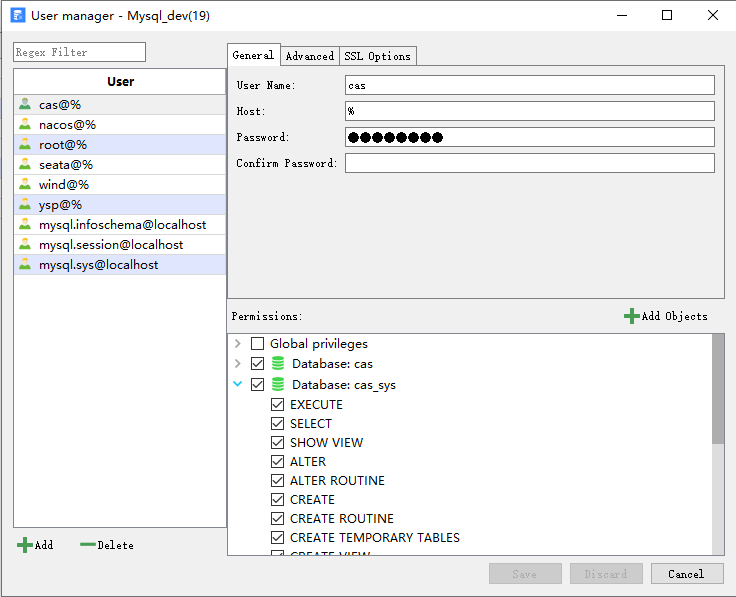 User manager - Mysql_dev(19)
Regex Filter
User
cas@%
nacos@%
root@%
seata@%
wind@%
ysp@%
mysql.infoschema@localhost
mysql.session@localhost
mysql.sys@localhost
Add
Delete
General
Advanced
SSL Options
User Name:
cas
Host:
%
Password:
●●●●●●●●
Confirm Password:
Permissions:
Add Objects
Global privileges
Database: cas
Database: cas_sys
EXECUTE
SELECT
SHOW VIEW
ALTER
ALTER ROUTINE
CREATE
CREATE ROUTINE
CREATE TEMPORARY TABLES
CREATE VIEW
Save
Discard
Cancel